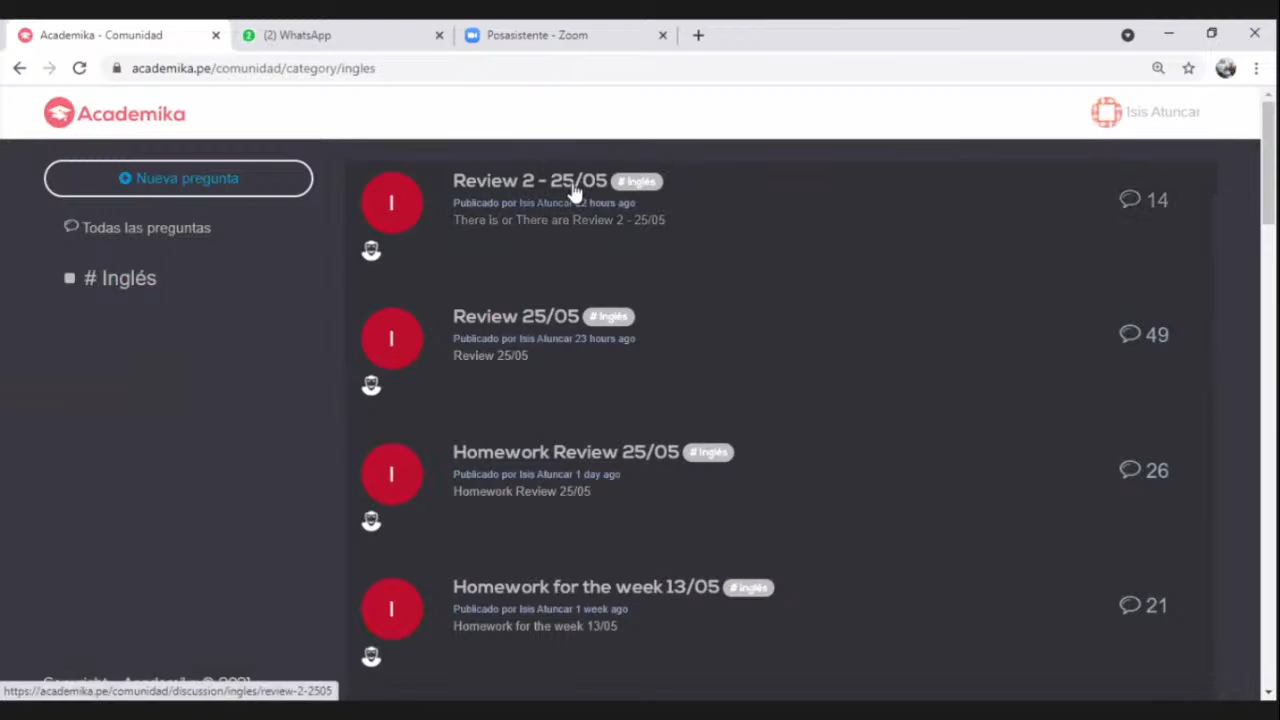 Academika - Comunidad
2
(2) WhatsApp
Posasistente - Zoom
academika.pe/comunidad/category/ingles
Academika
Isis Atuncar
Nueva pregunta
Todas las preguntas
# Inglés
I
Review 2 - 25/05 # Inglés
Publicado por Isis Atuncar 22 hours ago
There is or There are Review 2 - 25/05
14
I
Review 25/05 # Inglés
Publicado por Isis Atuncar 23 hours ago
Review 25/05
49
I
Homework Review 25/05 # Inglés
Publicado por Isis Atuncar 1 day ago
Homework Review 25/05
26
I
Homework for the week 13/05 # Inglés
Publicado por Isis Atuncar 1 week ago
Homework for the week 13/05
21
https://academika.pe/comunidad/discussion/ingles/review-2-2505